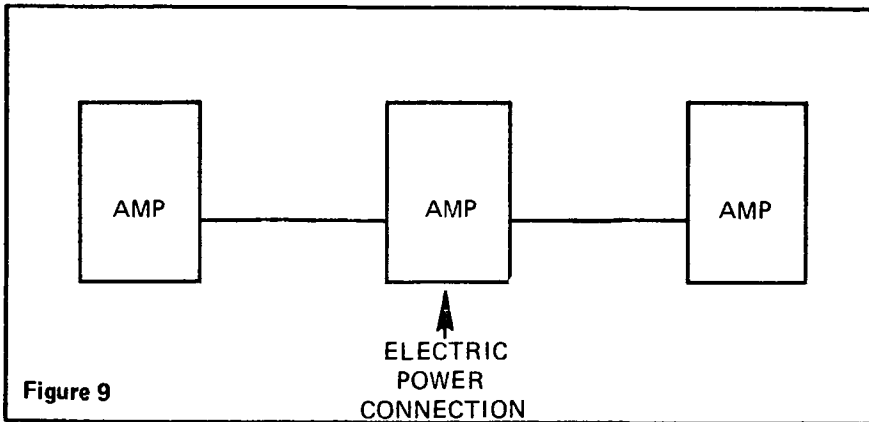 AMP
AMP
AMP
ELECTRIC
POWER
CONNECTION
Figure 9